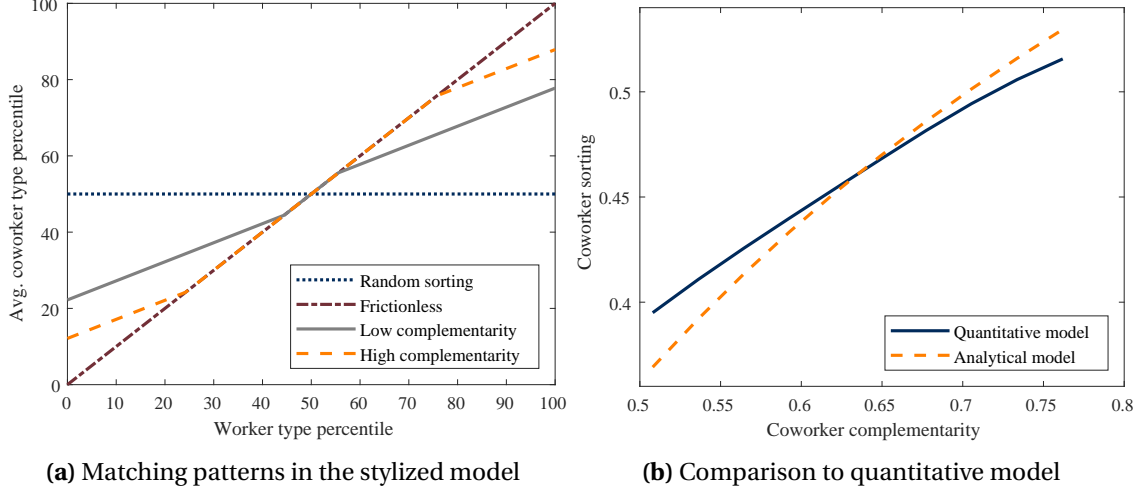 100
80
60
40
20
0
Avg. coworker type percentile
0 10 20 30 40 50 60 70 80 90 100
Worker type percentile
Random sorting
Frictionless
Low complementarity
High complementarity
(a) Matching patterns in the stylized model
0.5
0.45
0.4
Coworker sorting
0.5 0.55 0.6 0.65 0.7 0.75 0.8
Coworker complementarity
Quantitative model
Analytical model
(b) Comparison to quantitative model